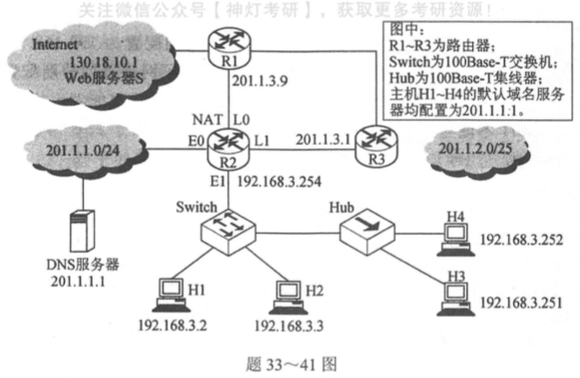 关注微信公众号【神灯考研】，获取更多考研资源！
Internet
130.18.10.1
Web服务器S
R1
201.1.3.9
图中：
R1~R3为路由器；
Switch为100Base-T交换机；
Hub为100Base-T集线器；
主机H1~H4的默认域名服务
器均配置为201.1.1.1。
NAT L0
201.1.1.0/24
E0
L1
201.1.3.1
R2
R3
201.1.2.0/25
E1
192.168.3.254
Switch
Hub
H4
192.168.3.252
DNS服务器
201.1.1.1
H1
H2
H3
192.168.3.251
192.168.3.2
192.168.3.3
题 33～41 图